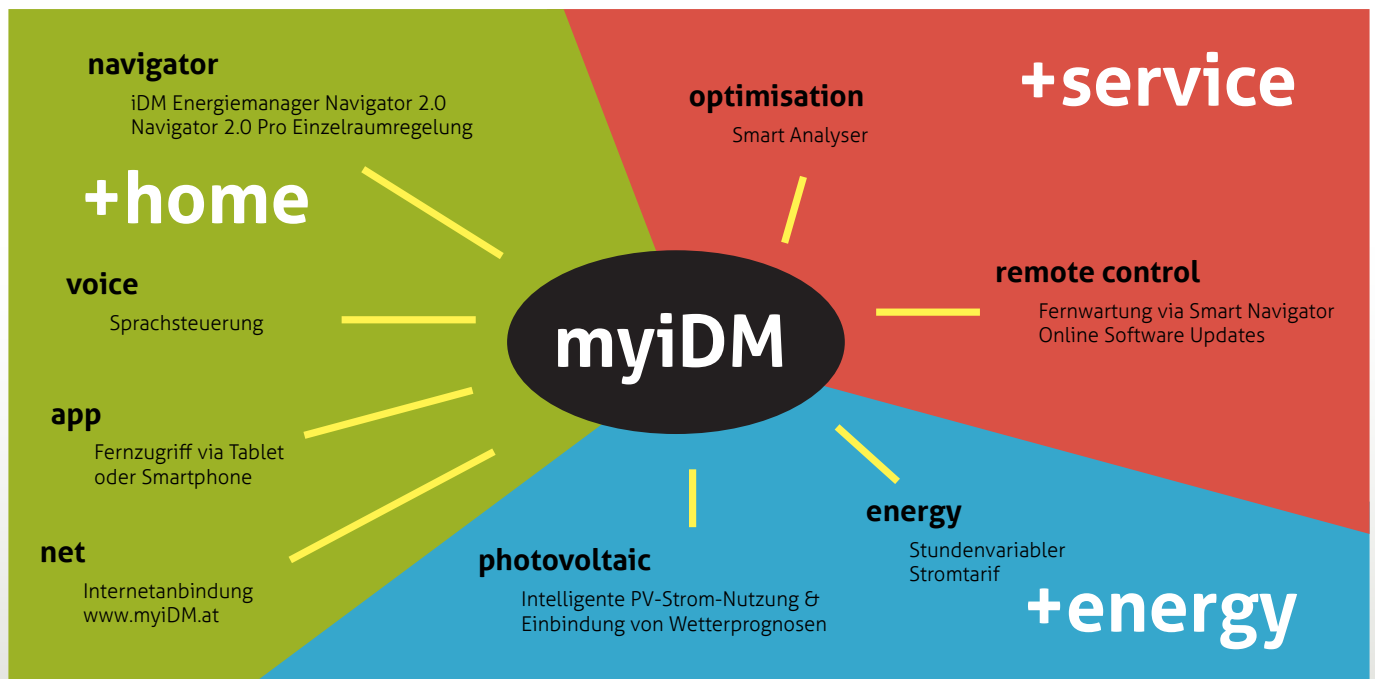 navigator
iDM Energiemanager Navigator 2.0
Navigator 2.0 Pro Einzelraumregelung
+home
voice
Sprachsteuerung
app
Fernzugriff via Tablet
oder Smartphone
net
Internetanbindung
www.myiDM.at
myiDM
optimisation
Smart Analyser
+service
remote control
Fernwartung via Smart Navigator
Online Software Updates
photovoltaic
Intelligente PV-Strom-Nutzung &
Einbindung von Wetterprognosen
energy
Stundenvariabler
Stromtarif
+energy